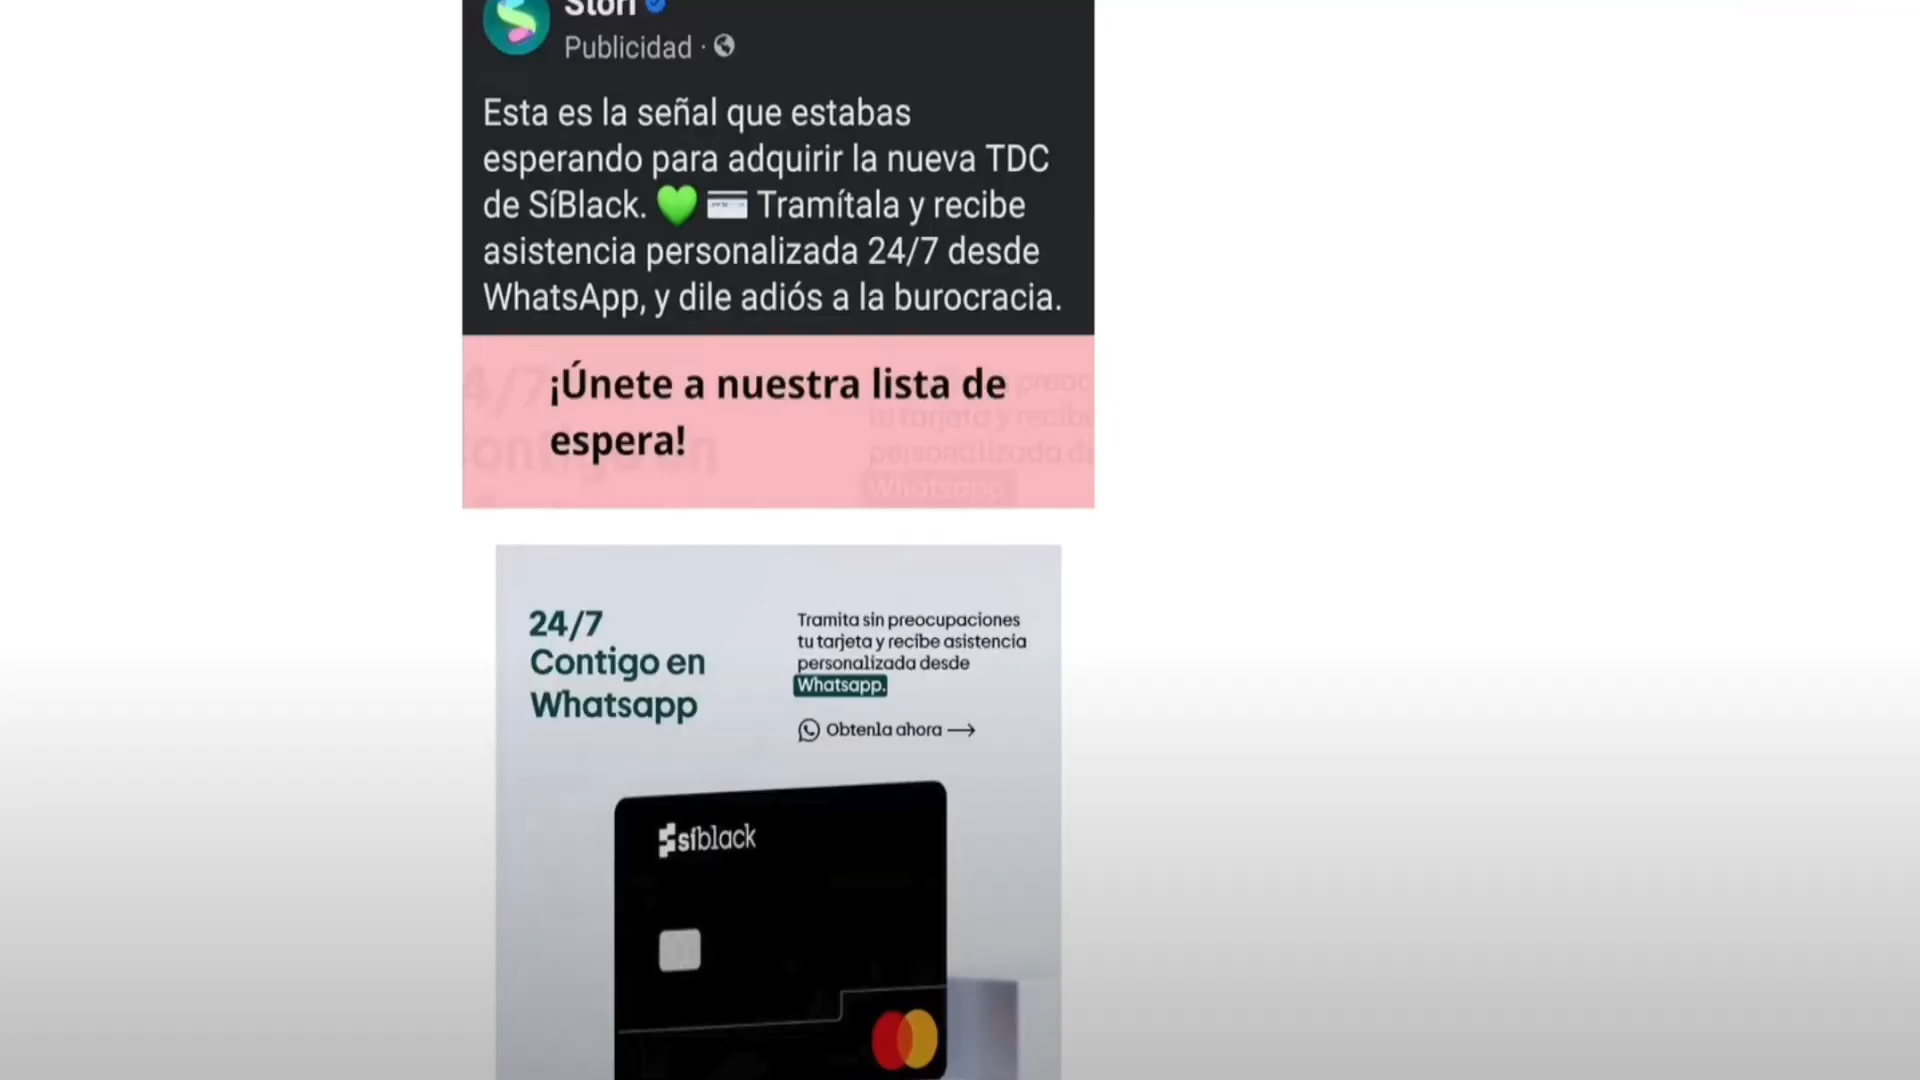 Stori
Publicidad ·
Esta es la señal que estabas
esperando para adquirir la nueva TDC
de SíBlack. 💚 💳 Tramítala y recibe
asistencia personalizada 24/7 desde
WhatsApp, y dile adiós a la burocracia.
¡Únete a nuestra lista de
espera!
24/7
Contigo en
Whatsapp
Tramita sin preocupaciones
tu tarjeta y recibe asistencia
personalizada desde
Whatsapp.
Obtenla ahora →
síblack